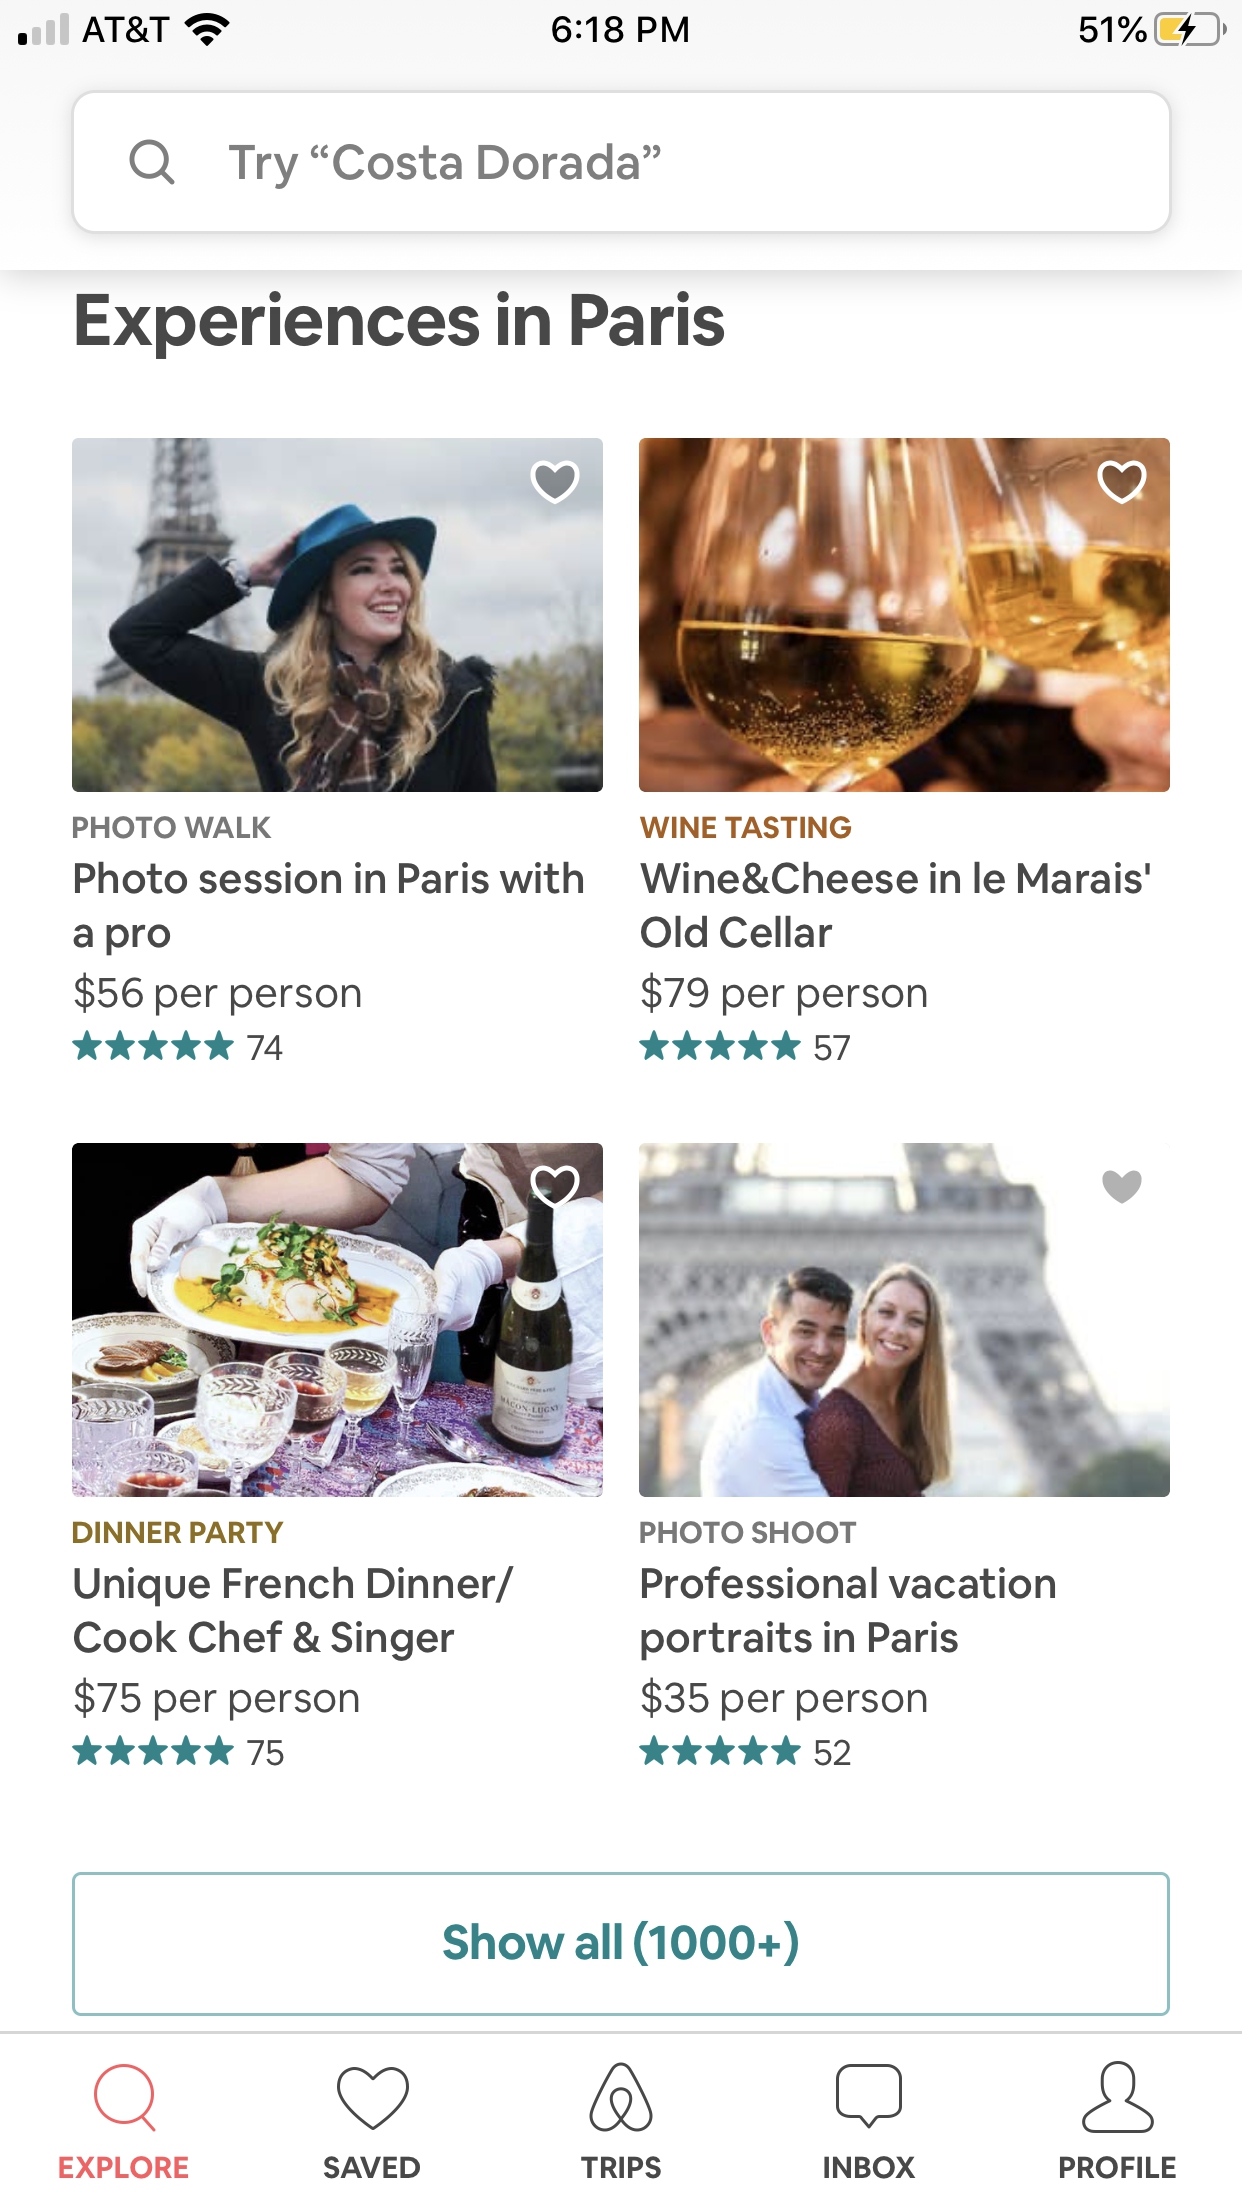 AT&T 6:18 PM 51%
Try “Costa Dorada”
Experiences in Paris
PHOTO WALK
Photo session in Paris with
a pro
$56 per person
74
WINE TASTING
Wine&Cheese in le Marais'
Old Cellar
$79 per person
57
MÂCON-LUGNY
DINNER PARTY
Unique French Dinner/
Cook Chef & Singer
$75 per person
75
PHOTO SHOOT
Professional vacation
portraits in Paris
$35 per person
52
Show all (1000+)
EXPLORE SAVED TRIPS INBOX PROFILE